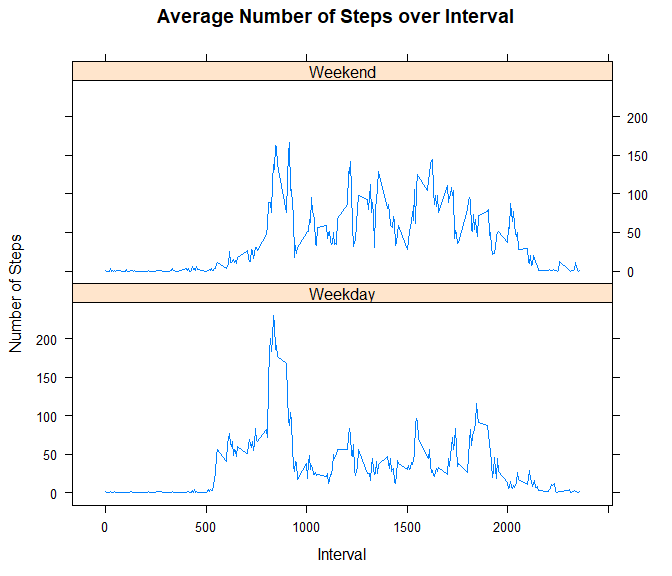 Average Number of Steps over Interval
Weekend
200
150
100
50
0
Weekday
200
150
100
50
0
Number of Steps
0 500 1000 1500 2000
Interval